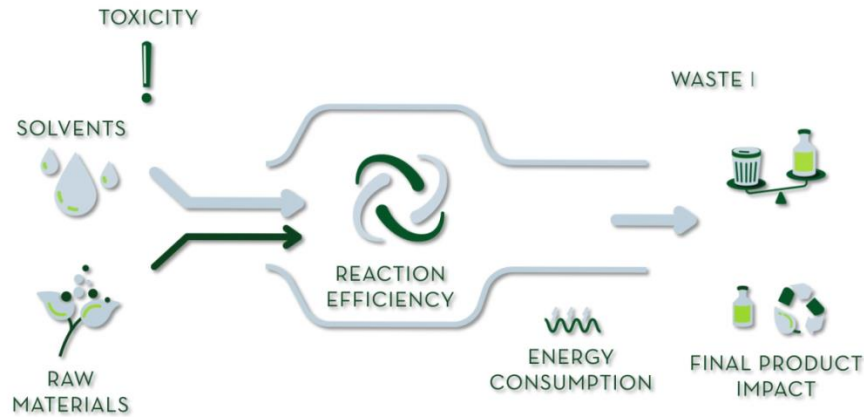 TOXICITY
WASTE I
SOLVENTS
REACTION
EFFICIENCY
RAW
MATERIALS
ENERGY
CONSUMPTION
FINAL PRODUCT
IMPACT